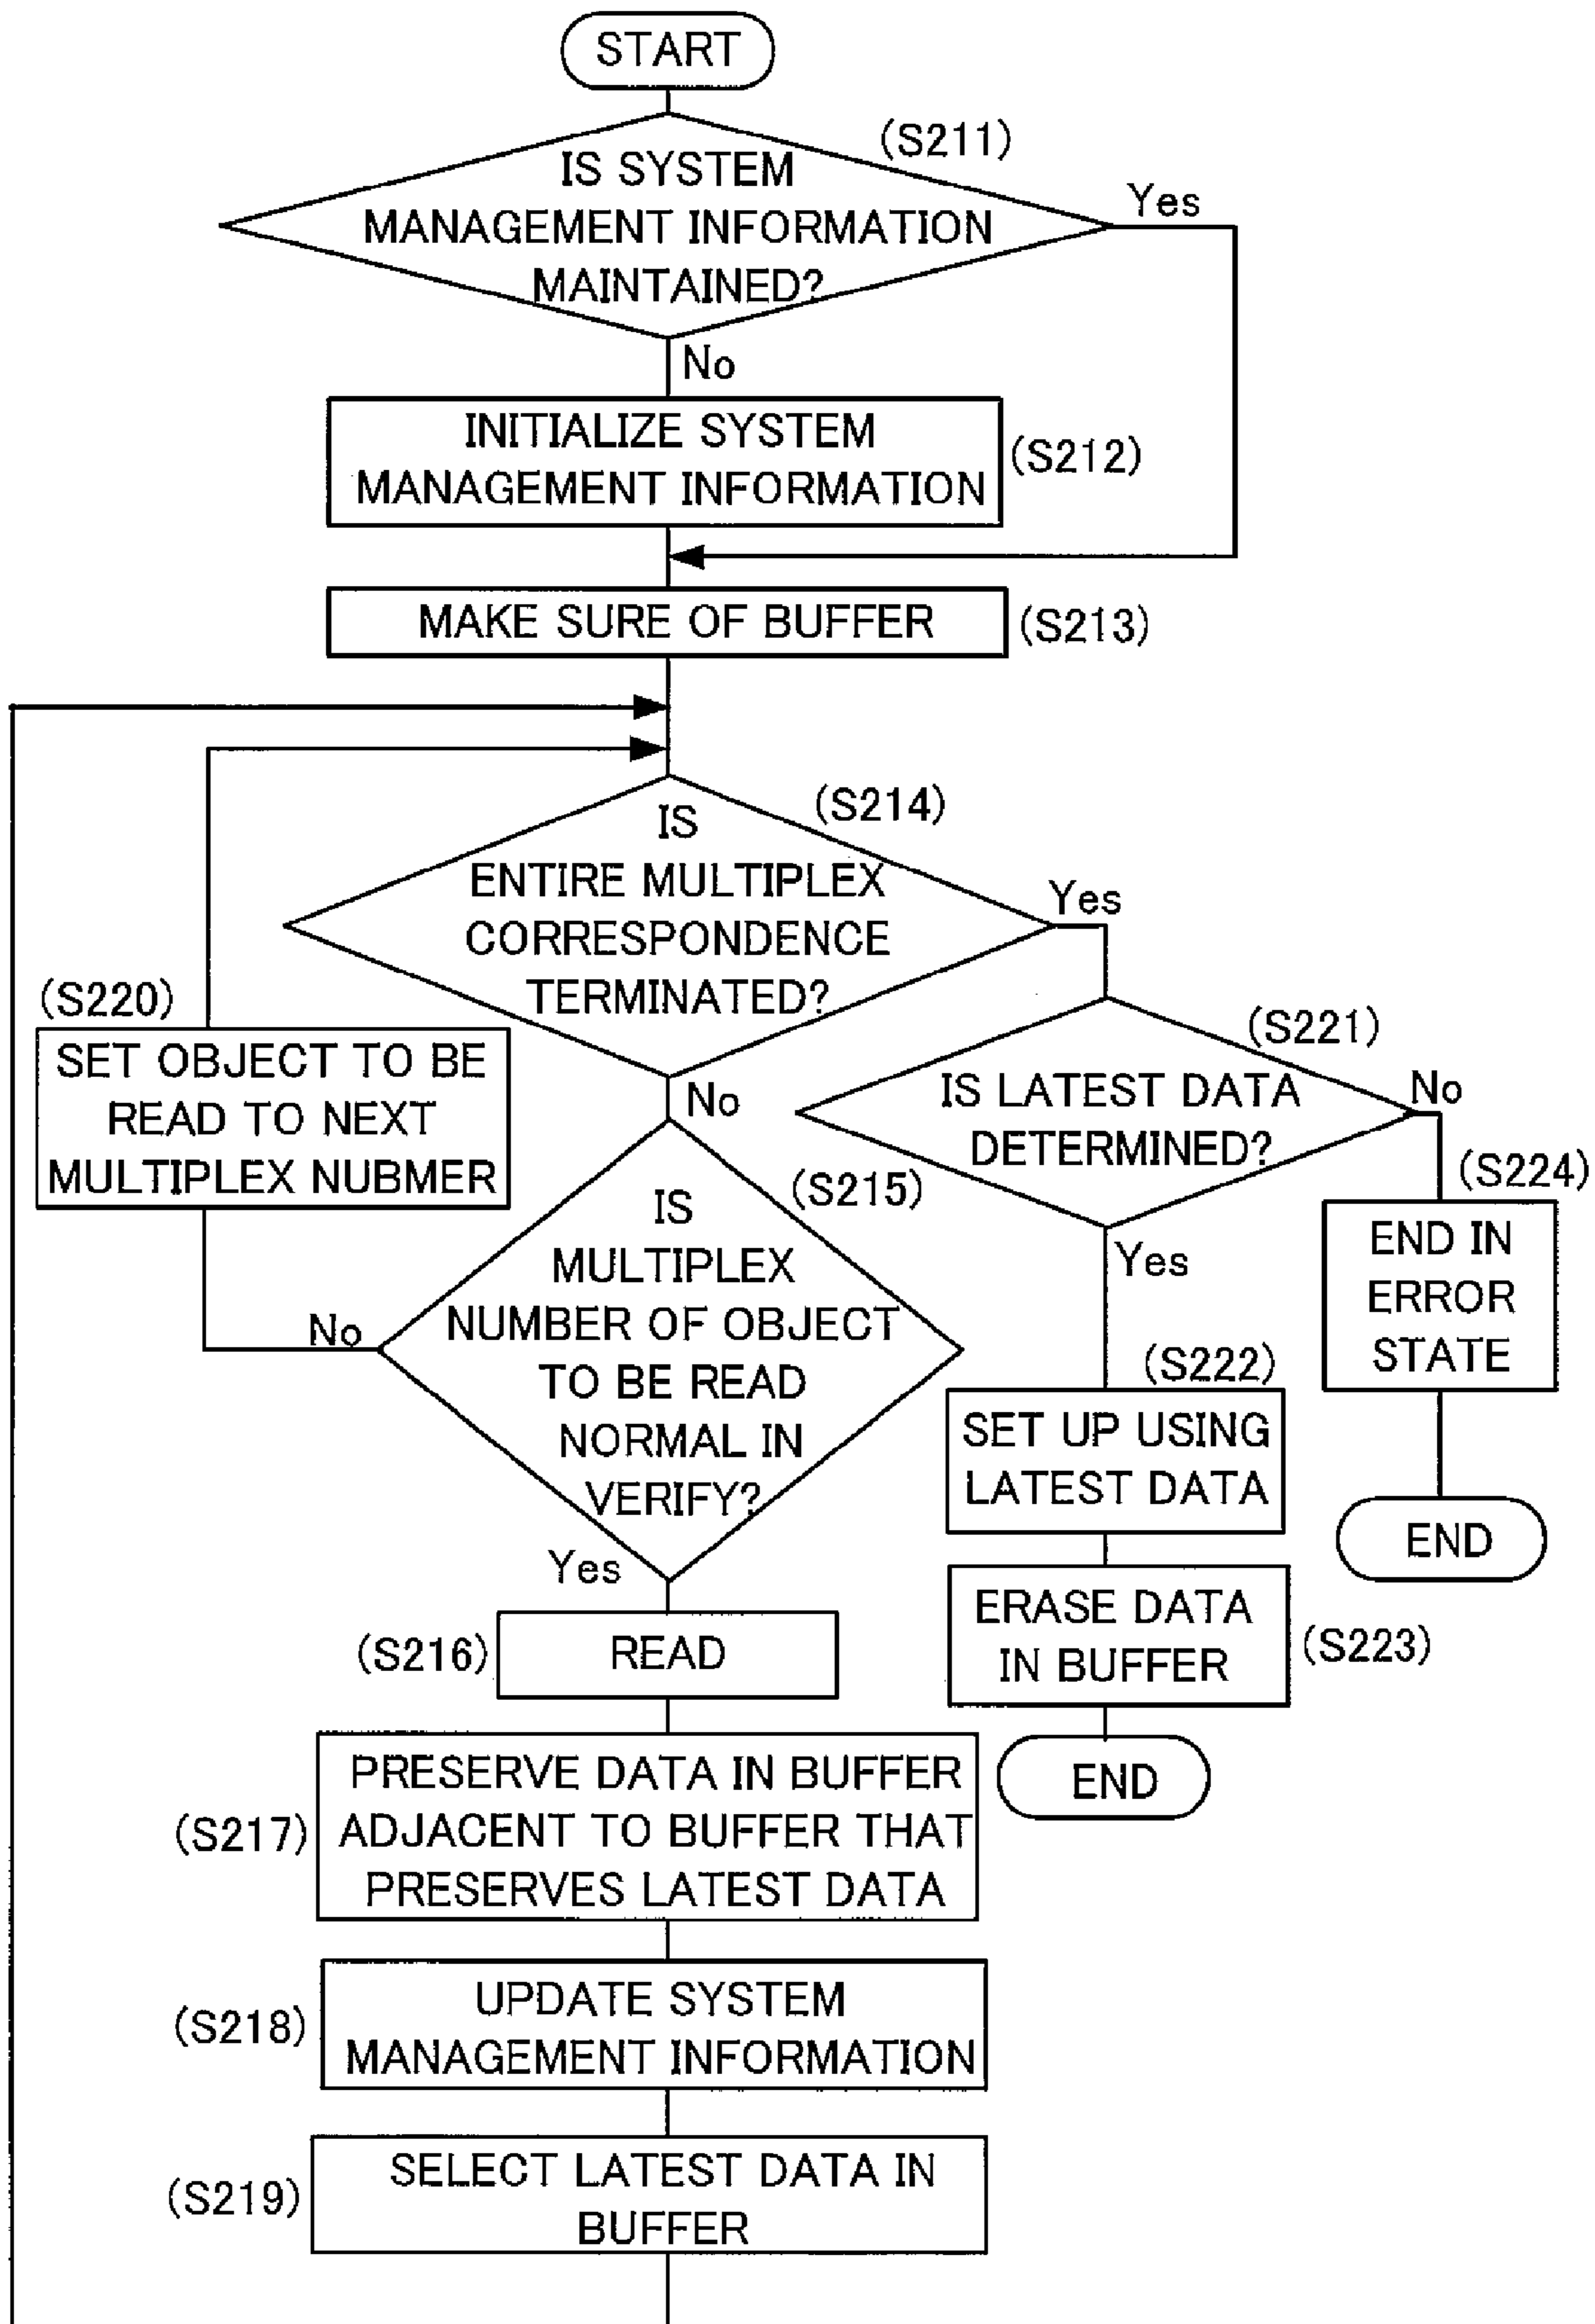 START
(S211)
IS SYSTEM
MANAGEMENT INFORMATION
MAINTAINED?
Yes
No
INITIALIZE SYSTEM
MANAGEMENT INFORMATION
(S212)
MAKE SURE OF BUFFER
(S213)
(S214)
IS
ENTIRE MULTIPLEX
CORRESPONDENCE
TERMINATED?
Yes
No
(S220)
SET OBJECT TO BE
READ TO NEXT
MULTIPLEX NUBMER
(S215)
IS
MULTIPLEX
NUMBER OF OBJECT
TO BE READ
NORMAL IN
VERIFY?
No
Yes
(S221)
IS LATEST DATA
DETERMINED?
No
Yes
(S224)
END IN
ERROR
STATE
END
(S222)
SET UP USING
LATEST DATA
ERASE DATA
IN BUFFER
(S223)
END
(S216)
READ
(S217)
PRESERVE DATA IN BUFFER
ADJACENT TO BUFFER THAT
PRESERVES LATEST DATA
(S218)
UPDATE SYSTEM
MANAGEMENT INFORMATION
(S219)
SELECT LATEST DATA IN
BUFFER